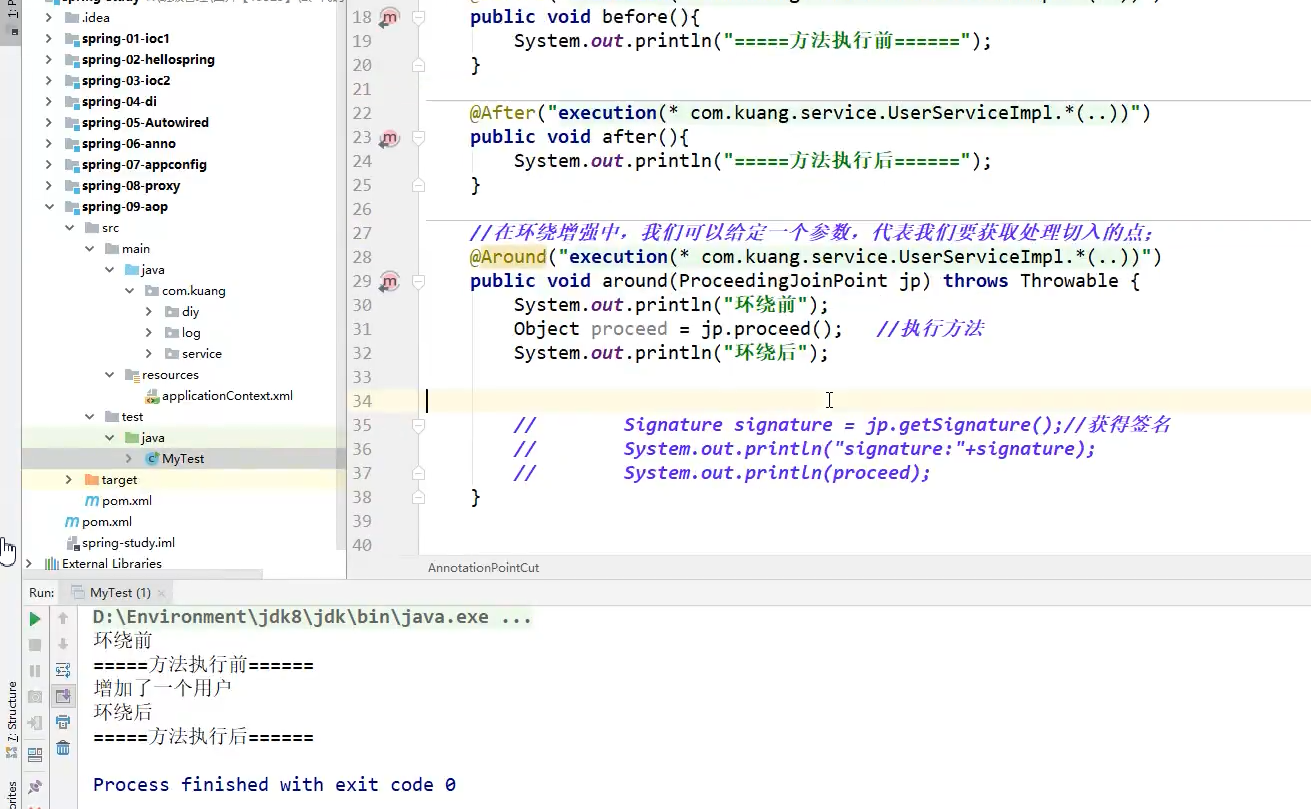 .idea
spring-01-ioc1
spring-02-hellospring
spring-03-ioc2
spring-04-di
spring-05-Autowired
spring-06-anno
spring-07-appconfig
spring-08-proxy
spring-09-aop
src
main
java
com.kuang
diy
log
service
resources
applicationContext.xml
test
java
MyTest
target
pom.xml
pom.xml
spring-study.iml
External Libraries
18 public void before(){
19 System.out.println("=====方法执行前======");
20 }
21
22 @After("execution(* com.kuang.service.UserServiceImpl.*(..))")
23 public void after(){
24 System.out.println("=====方法执行后======");
25 }
26
27 //在环绕增强中，我们可以给定一个参数，代表我们要获取处理切入的点;
28 @Around("execution(* com.kuang.service.UserServiceImpl.*(..))")
29 public void around(ProceedingJoinPoint jp) throws Throwable {
30 System.out.println("环绕前");
31 Object proceed = jp.proceed(); //执行方法
32 System.out.println("环绕后");
33
34
35 // Signature signature = jp.getSignature();//获得签名
36 // System.out.println("signature:"+signature);
37 // System.out.println(proceed);
38 }
39
40
AnnotationPointCut
Run: MyTest (1)
D:\Environment\jdk8\jdk\bin\java.exe ...
环绕前
=====方法执行前======
增加了一个用户
环绕后
=====方法执行后======
Process finished with exit code 0
Z: Structure